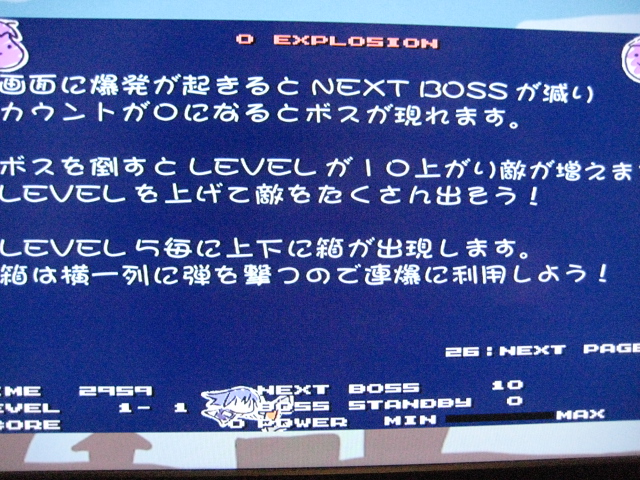 0 EXPLOSION
画面に爆発が起きるとNEXT BOSSが減り
カウントが0になるとボスが現れます。
ボスを倒すとLEVELが10上がり敵が増えま
LEVELを上げて敵をたくさん出そう!
LEVEL5毎に上下に箱が出現します。
箱は横一列に弾を撃つので連爆に利用しよう!
26:NEXT PAGE
IME 2959 NEXT BOSS 10
EVEL 1- 1 BOSS STANDBY 0
CORE 0 POWER MIN MAX